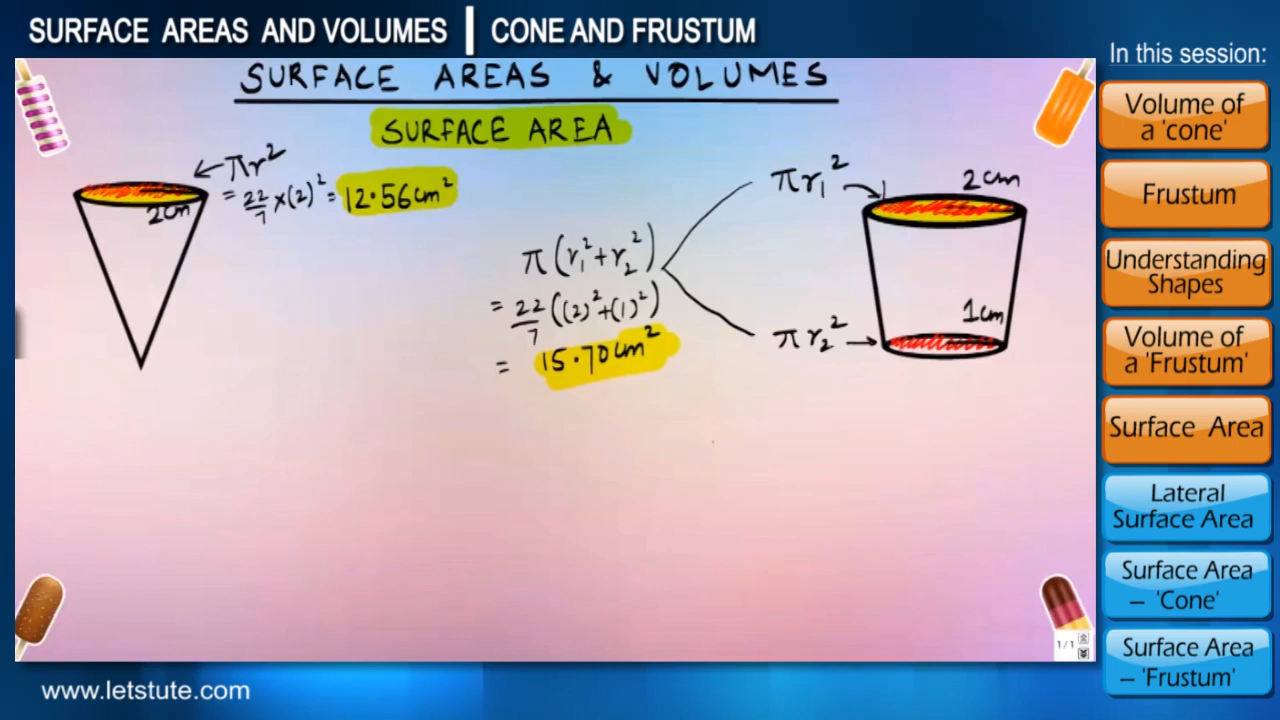 SURFACE AREAS AND VOLUMES | CONE AND FRUSTUM
In this session:
Volume of
a 'cone'
Frustum
Understanding
Shapes
Volume of
a 'Frustum'
Surface Area
Lateral
Surface Area
Surface Area
– 'Cone'
Surface Area
– 'Frustum'
SURFACE AREAS & VOLUMES
SURFACE AREA
πr²
= 22/7 ×(2)² = 12.56cm²
2cm
π(r₁²+r₂²)
= 22/7 ((2)²+(1)²)
= 15.70cm²
πr₁²
2cm
πr₂²
1cm
1/1
www.letstute.com